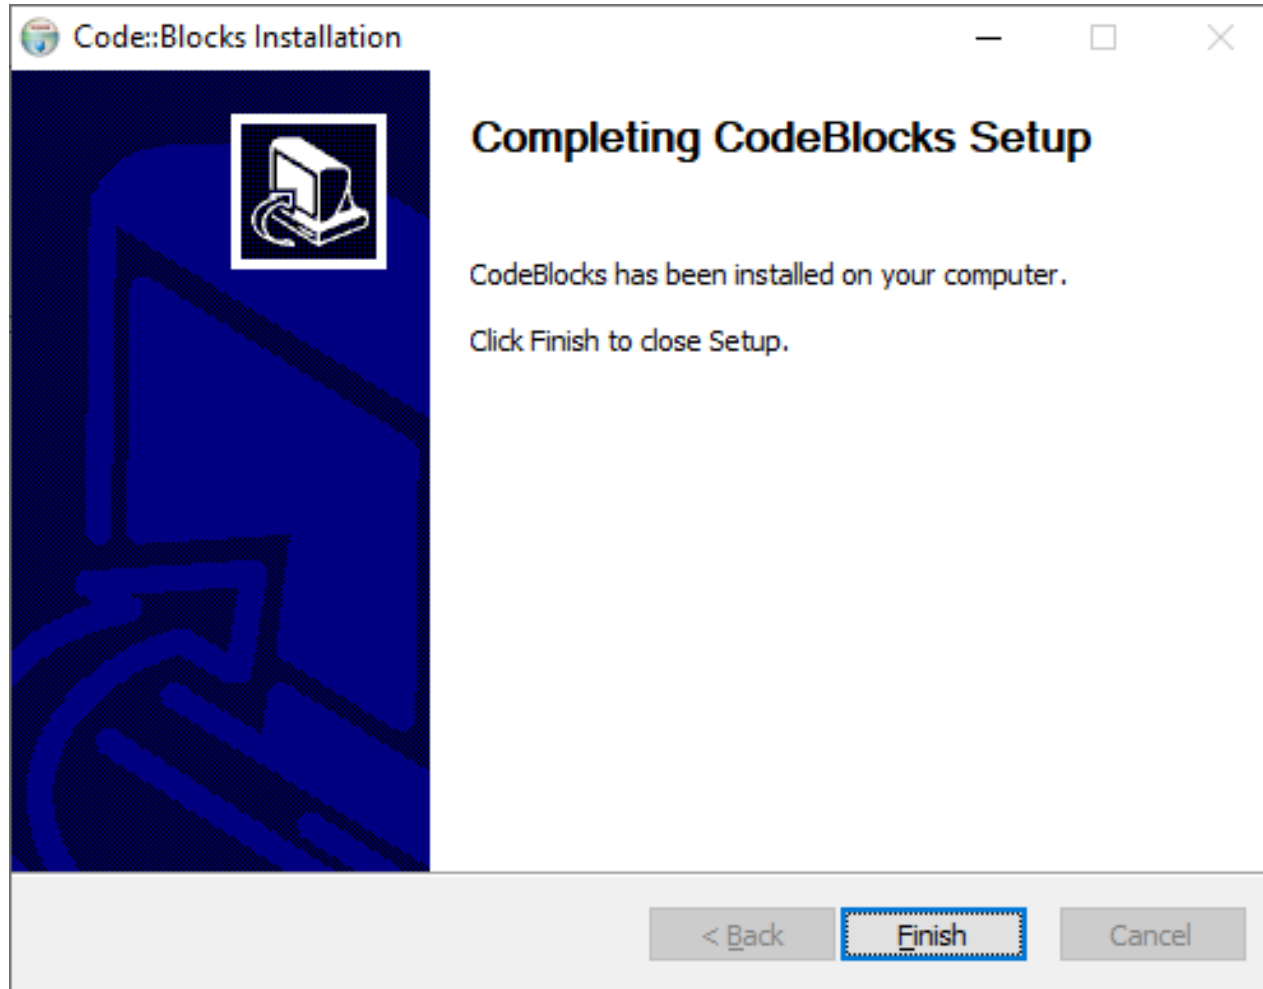 Code::Blocks Installation
Completing CodeBlocks Setup
CodeBlocks has been installed on your computer.
Click Finish to close Setup.
< Back
Finish
Cancel